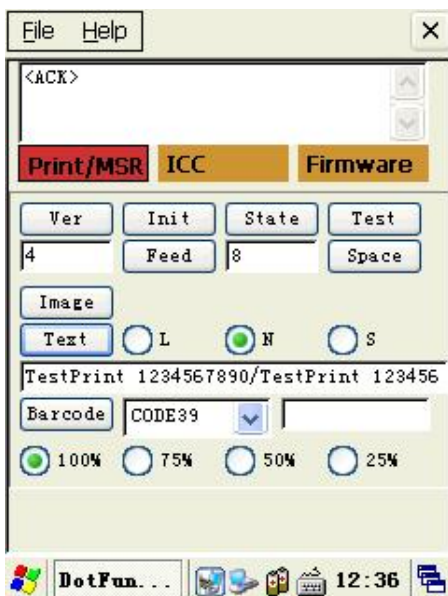 File Help
<ACK>
Print/MSR ICC Firmware
Ver Init State Test
4 Feed 8 Space
Image
Text L N S
TestPrint 1234567890/TestPrint 123456
Barcode CODE39
100% 75% 50% 25%
DotFun... 12:36